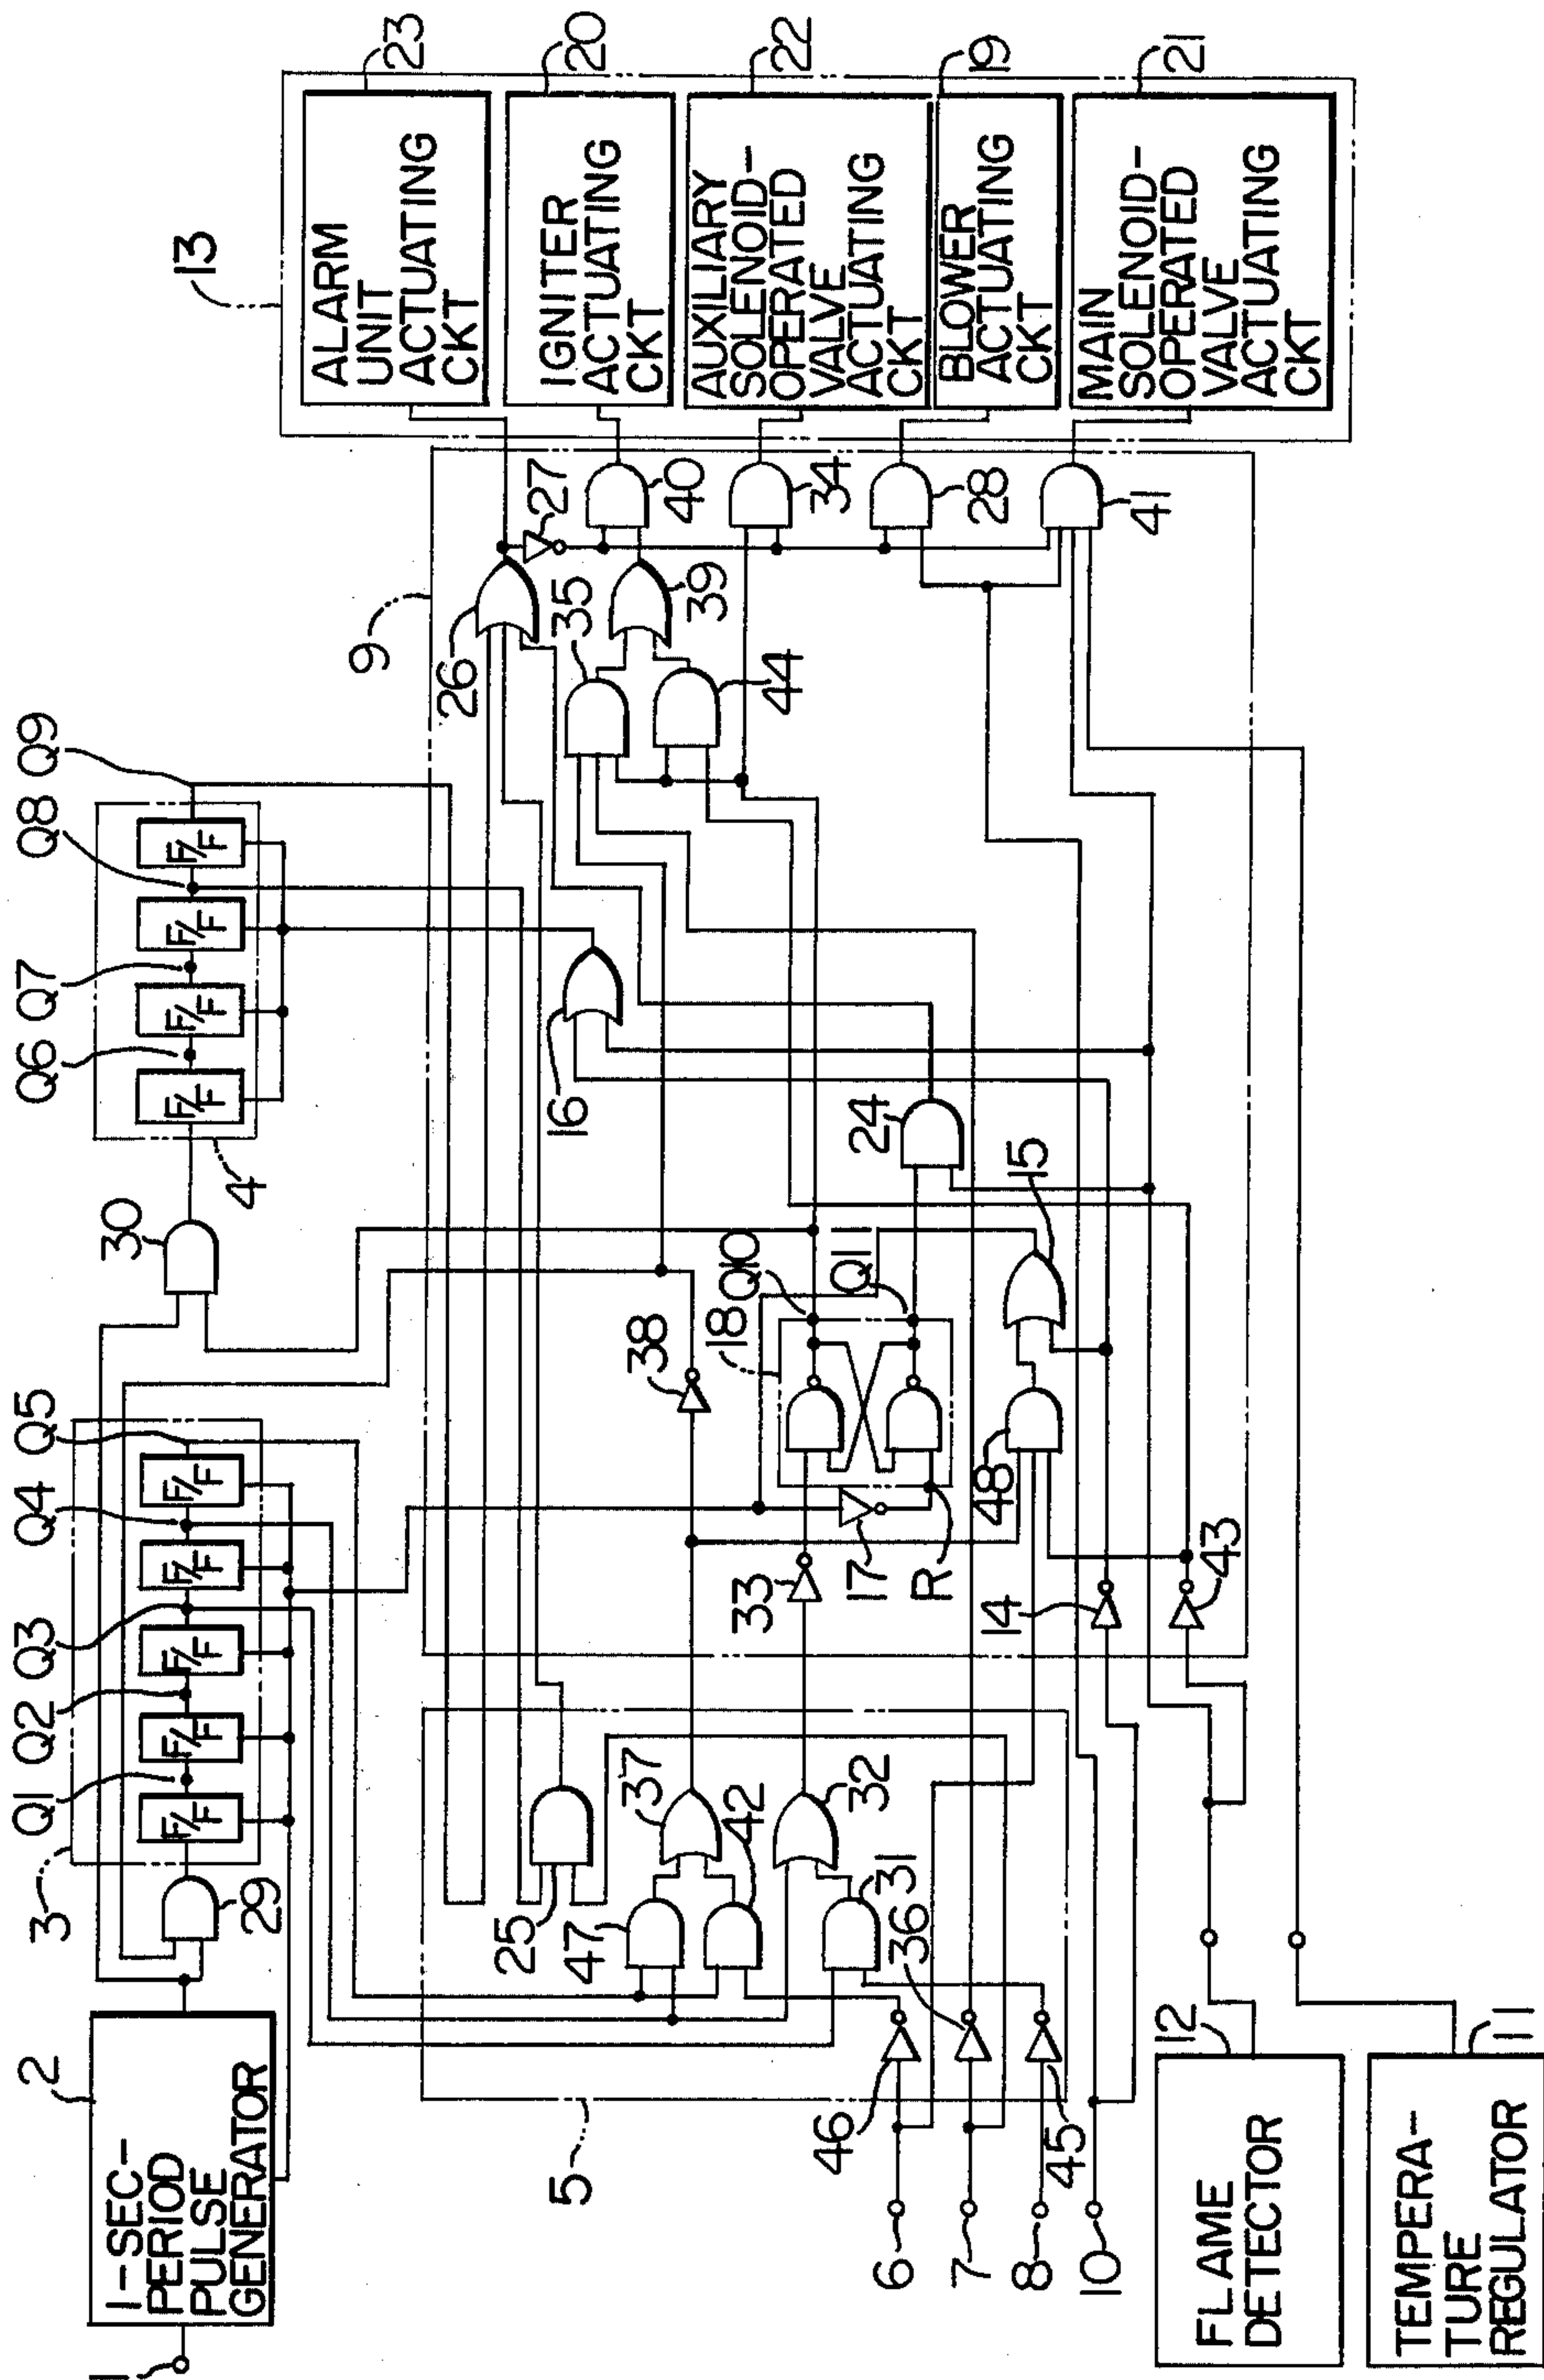 1
2
1-SEC-
PERIOD
PULSE
GENERATOR
3
29
Q1
Q2
Q3
Q4
Q5
F/F
F/F
F/F
F/F
F/F
30
4
Q6
Q7
Q8
Q9
F/F
F/F
F/F
F/F
5
25
47
37
42
32
31
36
46
45
6
7
8
10
9
38
33
17
R
18
Q10
Q11
48
14
43
15
24
16
26
35
44
39
27
40
34
28
41
13
ALARM
UNIT
ACTUATING
CKT
23
IGNITER
ACTUATING
CKT
20
AUXILIARY
SOLENOID-
OPERATED
VALVE
ACTUATING
CKT
22
BLOWER
ACTUATING
CKT
19
MAIN
SOLENOID-
OPERATED
VALVE
ACTUATING
CKT
21
FLAME
DETECTOR
12
TEMPERA-
TURE
REGULATOR
11